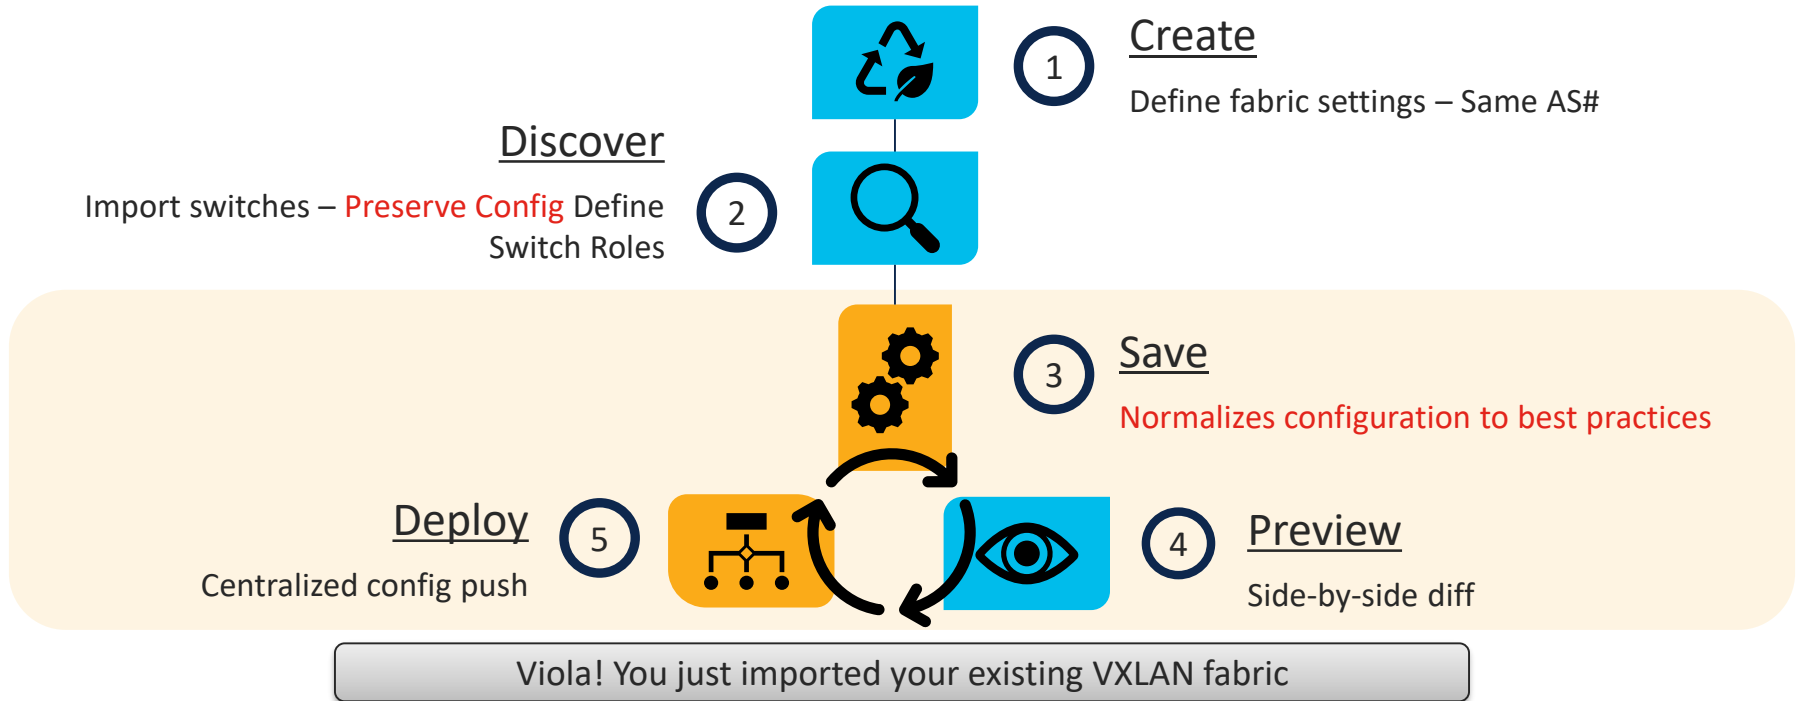 1
Create
Define fabric settings – Same AS#
Discover
Import switches – Preserve Config Define
Switch Roles
2
3
Save
Normalizes configuration to best practices
Deploy
Centralized config push
5
4
Preview
Side-by-side diff
Viola! You just imported your existing VXLAN fabric